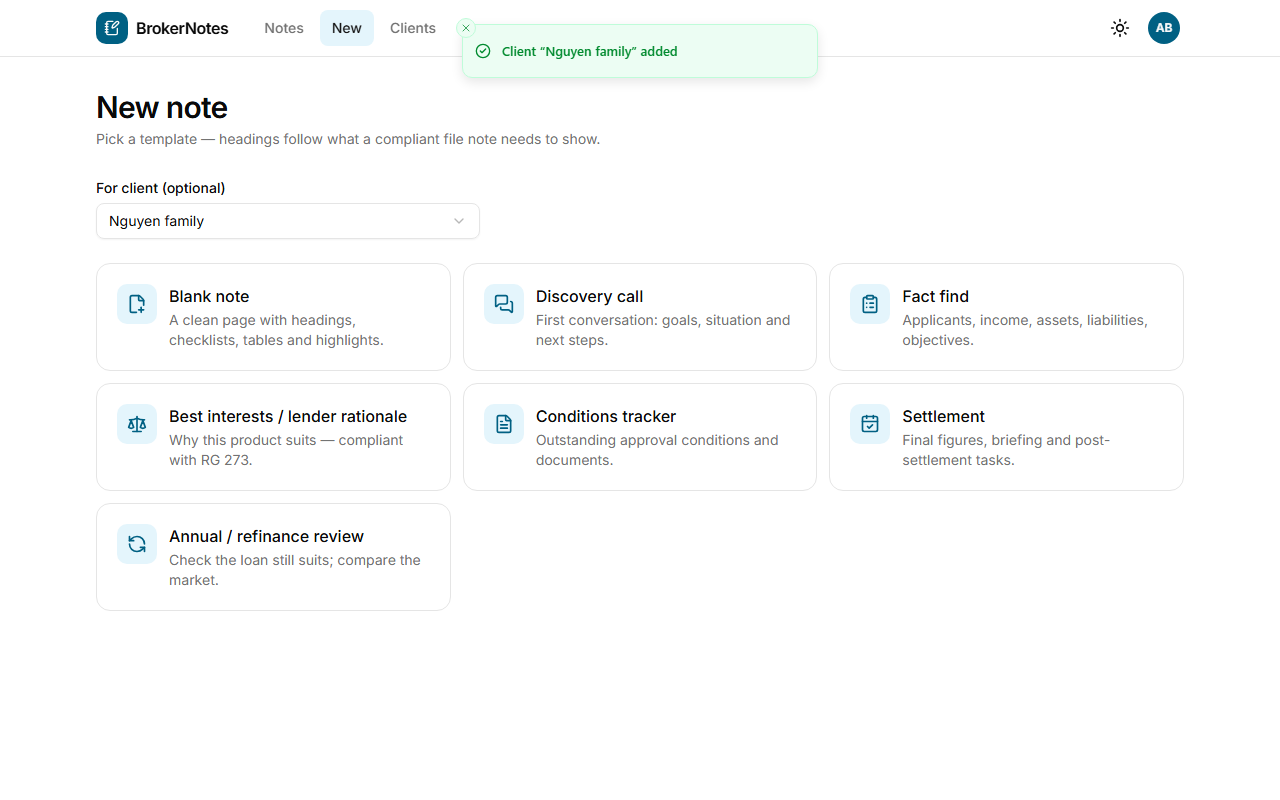 BrokerNotes
Notes
New
Clients
AB
Client “Nguyen family” added
New note
Pick a template — headings follow what a compliant file note needs to show.
For client (optional)
Nguyen family
Blank note
A clean page with headings,
checklists, tables and highlights.
Discovery call
First conversation: goals, situation and
next steps.
Fact find
Applicants, income, assets, liabilities,
objectives.
Best interests / lender rationale
Why this product suits — compliant
with RG 273.
Conditions tracker
Outstanding approval conditions and
documents.
Settlement
Final figures, briefing and post-
settlement tasks.
Annual / refinance review
Check the loan still suits; compare the
market.